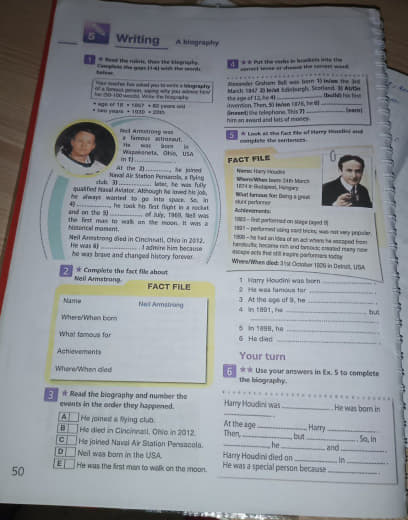 5 Writing A biography
1 ★ Read the rubric, then the biography.
Complete the gaps (1-6) with the words
below.
Your teacher has asked you to write a biography
of a famous person, saying why you admire him/
her (50-100 words). Write the biography.
• age of 18 • 1967 • 82 years old
• two years • 1930 • 20th
Neil Armstrong was
a famous astronaut.
He was born in
Wapakoneta, Ohio, USA
in 1)
At the 2) , he joined
Naval Air Station Pensacola, a flying
club. 3) later, he was fully
qualified Naval Aviator. Although he loved his job,
he always wanted to go into space. So, in
4) , he took his first flight in a rocket
and on the 5) of July, 1969, Neil was
the first man to walk on the moon. It was a
historical moment.
Neil Armstrong died in Cincinnati, Ohio in 2012.
He was 6) . I admire him because
he was brave and changed history forever.
2 ★ Complete the fact file about
Neil Armstrong.
FACT FILE
Name Neil Armstrong
Where/When born
What famous for
Achievements
Where/When died
3 ★ Read the biography and number the
events in the order they happened.
A He joined a flying club.
B He died in Cincinnati, Ohio in 2012.
C He joined Naval Air Station Pensacola.
D Neil was born in the USA.
E He was the first man to walk on the moon.
50
4 ★★ Put the verbs in brackets into the
correct tense or choose the correct word.
Alexander Graham Bell was born 1) in/on the 3rd
March 1847 2) in/at Edinburgh, Scotland. 3) At/On
the age of 12, he 4) (build) his first
invention. Then, 5) in/on 1876, he 6)
(invent) the telephone. This 7) (earn)
him an award and lots of money.
5 ★ Look at the fact file of Harry Houdini and
complete the sentences.
FACT FILE
Name: Harry Houdini
Where/When born: 24th March
1874 in Budapest, Hungary
What famous for: Being a great
stunt performer
Achievements:
1883 – first performed on stage (aged 9)
1891 – performed using card tricks; was not very popular
1898 – he had an idea of an act where he escaped from
handcuffs; became rich and famous; created many new
escape acts that still inspire performers today
Where/When died: 31st October 1926 in Detroit, USA
1 Harry Houdini was born .
2 He was famous for .
3 At the age of 9, he .
4 In 1891, he , but
.
5 In 1898, he .
6 He died .
Your turn
6 ★★ Use your answers in Ex. 5 to complete
the biography.
Harry Houdini was . He was born in
.
At the age , Harry .
Then, , but . So, in
, he and .
Harry Houdini died on in .
He was a special person because .